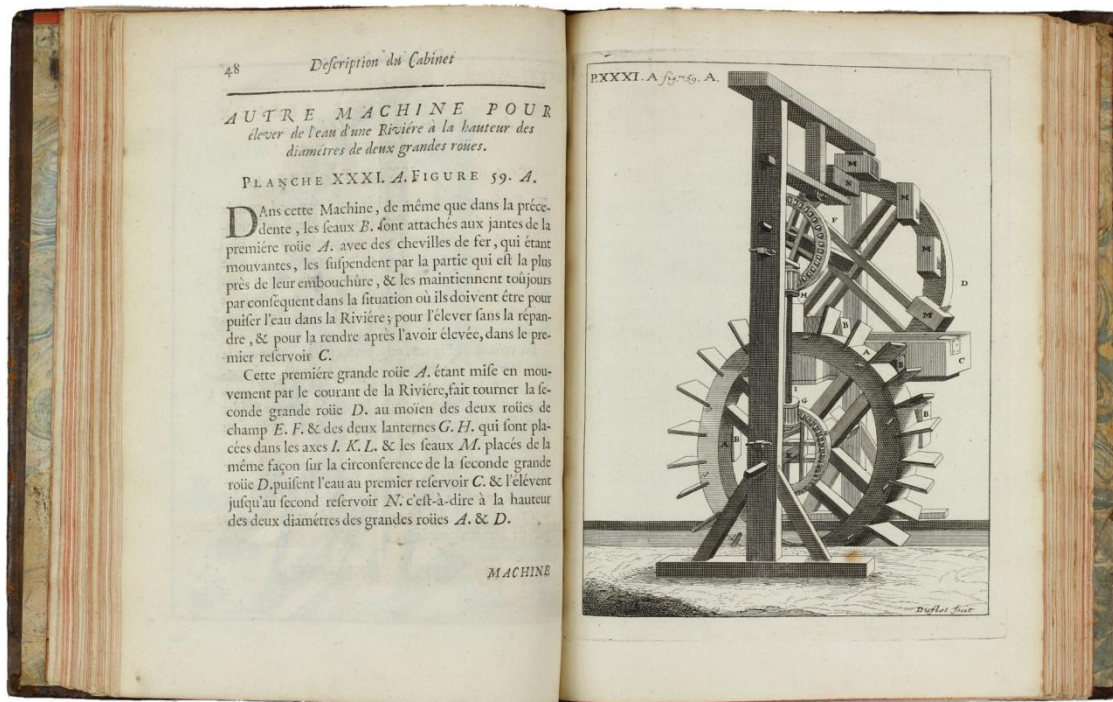 48 Deſcription du Cabinet
AUTRE MACHINE POUR
élever de l'eau d'une Riviére à la hauteur des
diamétres de deux grandes roües.
PLANCHE XXXI. A. FIGURE 59. A.
DAns cette Machine, de même que dans la préce-
dente, les ſeaux B. ſont attachés aux jantes de la
premiére roüe A. avec des chevilles de fer, qui étant
mouvantes, les ſuſpendent par la partie qui eſt la plus
près de leur embouchûre, & les maintiennent toûjours
par conſéquent dans la ſituation où ils doivent être pour
puiſer l'eau dans la Riviére; pour l'élever ſans la répan-
dre, & pour la rendre après l'avoir élevée, dans le pre-
mier reſervoir C.
Cette premiére grande roüe A. étant miſe en mou-
vement par le courant de la Riviére, fait tourner la ſe-
conde grande roüe D. au moïen des deux roües de
champ E. F. & des deux lanternes G. H. qui ſont pla-
cées dans les axes I. K. L. & les ſeaux M. placés de la
même façon ſur la circonference de la ſeconde grande
roüe D. puiſent l'eau au premier reſervoir C. & l'élévent
juſqu'au ſecond reſervoir N. c'eſt-à-dire à la hauteur
des deux diamétres des grandes roües A. & D.
MACHINE
P.XXXI. A fig.re 59. A.
M
N
M
F
M
D
H
M
B
A
B
C
I
G
B
A
B
K
Duflos fecit